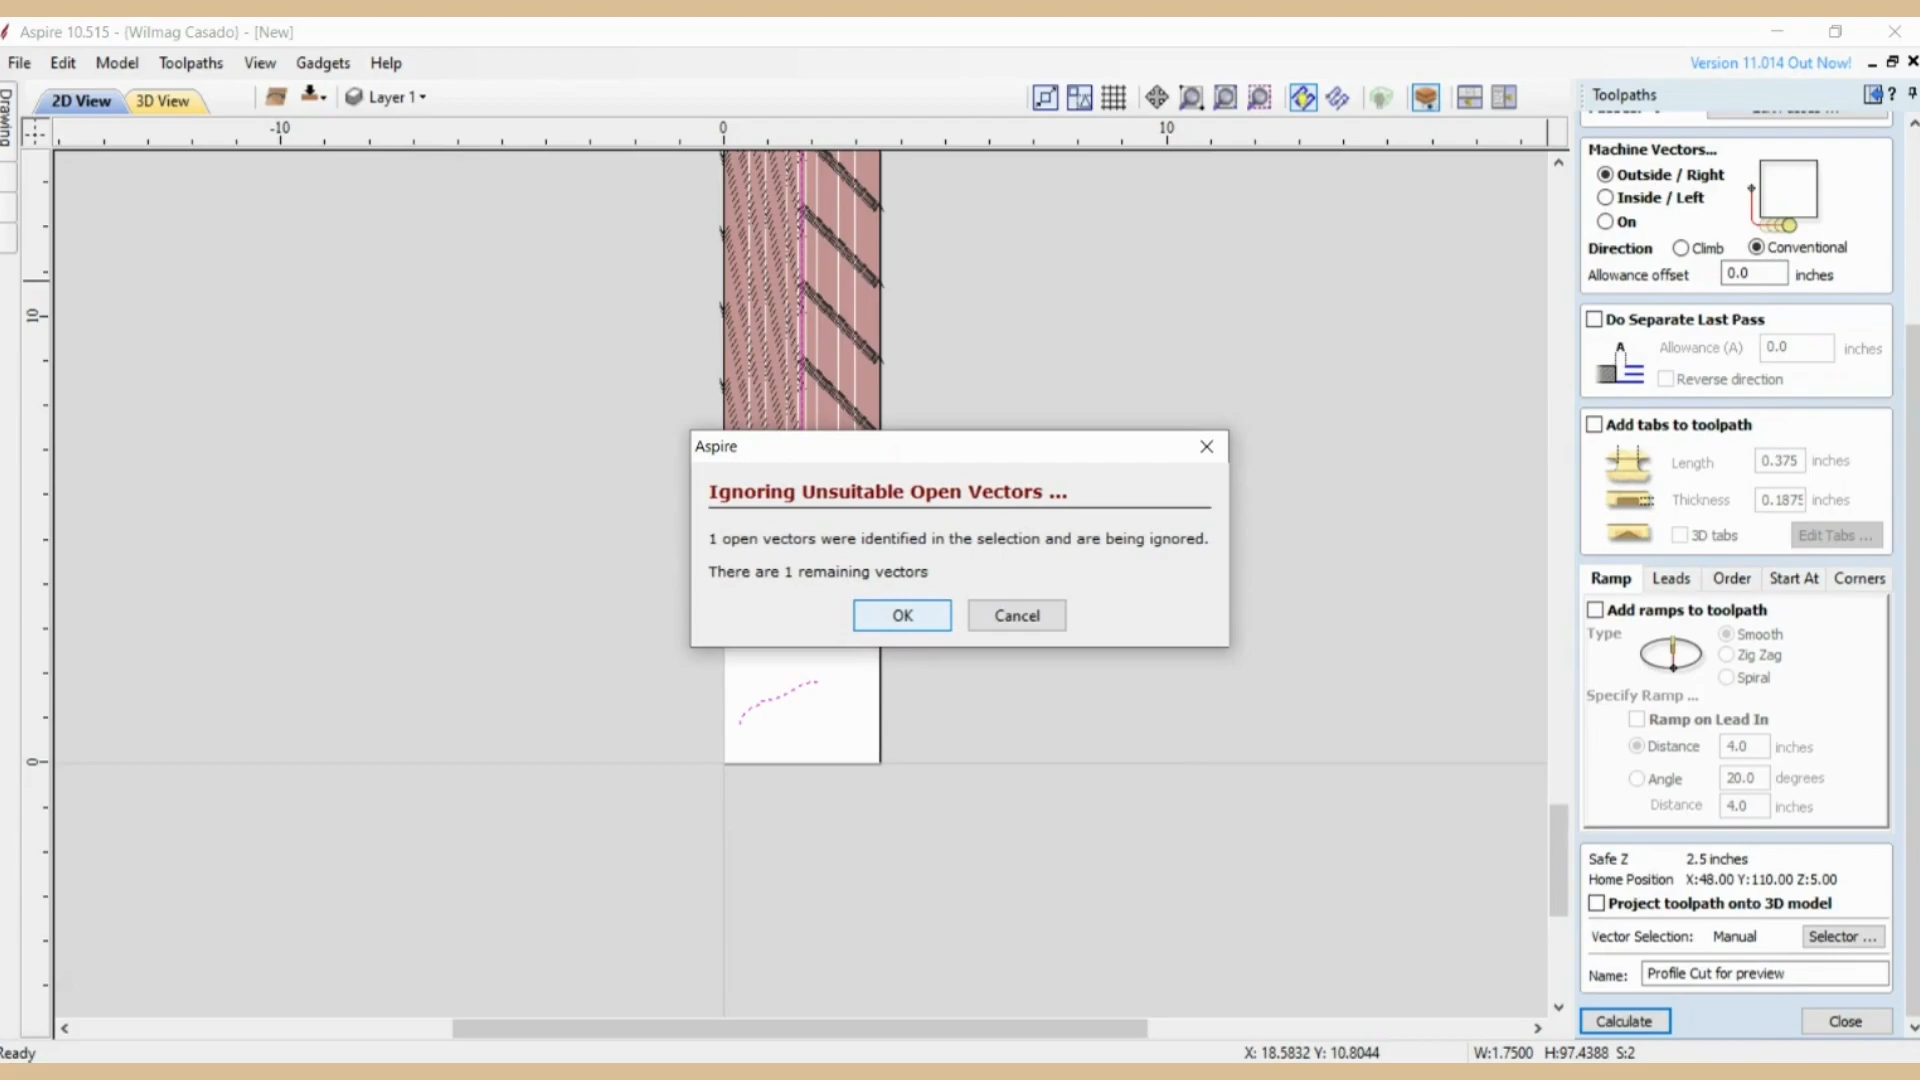 Aspire 10.515 - {Wilmag Casado} - [New]
File Edit Model Toolpaths View Gadgets Help
Version 11.014 Out Now!
Drawing
2D View 3D View Layer 1
Toolpaths
-10 0 10
10
0
Machine Vectors...
Outside / Right
Inside / Left
On
Direction Climb Conventional
Allowance offset 0.0 inches
Do Separate Last Pass
A
Allowance (A) 0.0 inches
Reverse direction
Add tabs to toolpath
Length 0.375 inches
Thickness 0.1875 inches
3D tabs Edit Tabs ...
Ramp Leads Order Start At Corners
Add ramps to toolpath
Type
Smooth
Zig Zag
Spiral
Specify Ramp ...
Ramp on Lead In
Distance 4.0 inches
Angle 20.0 degrees
Distance 4.0 inches
Safe Z 2.5 inches
Home Position X:48.00 Y:110.00 Z:5.00
Project toolpath onto 3D model
Vector Selection: Manual Selector ...
Name: Profile Cut for preview
Calculate Close
Aspire
Ignoring Unsuitable Open Vectors ...
1 open vectors were identified in the selection and are being ignored.
There are 1 remaining vectors
OK Cancel
Ready
X: 18.5832 Y: 10.8044
W:1.7500 H:97.4388 S:2